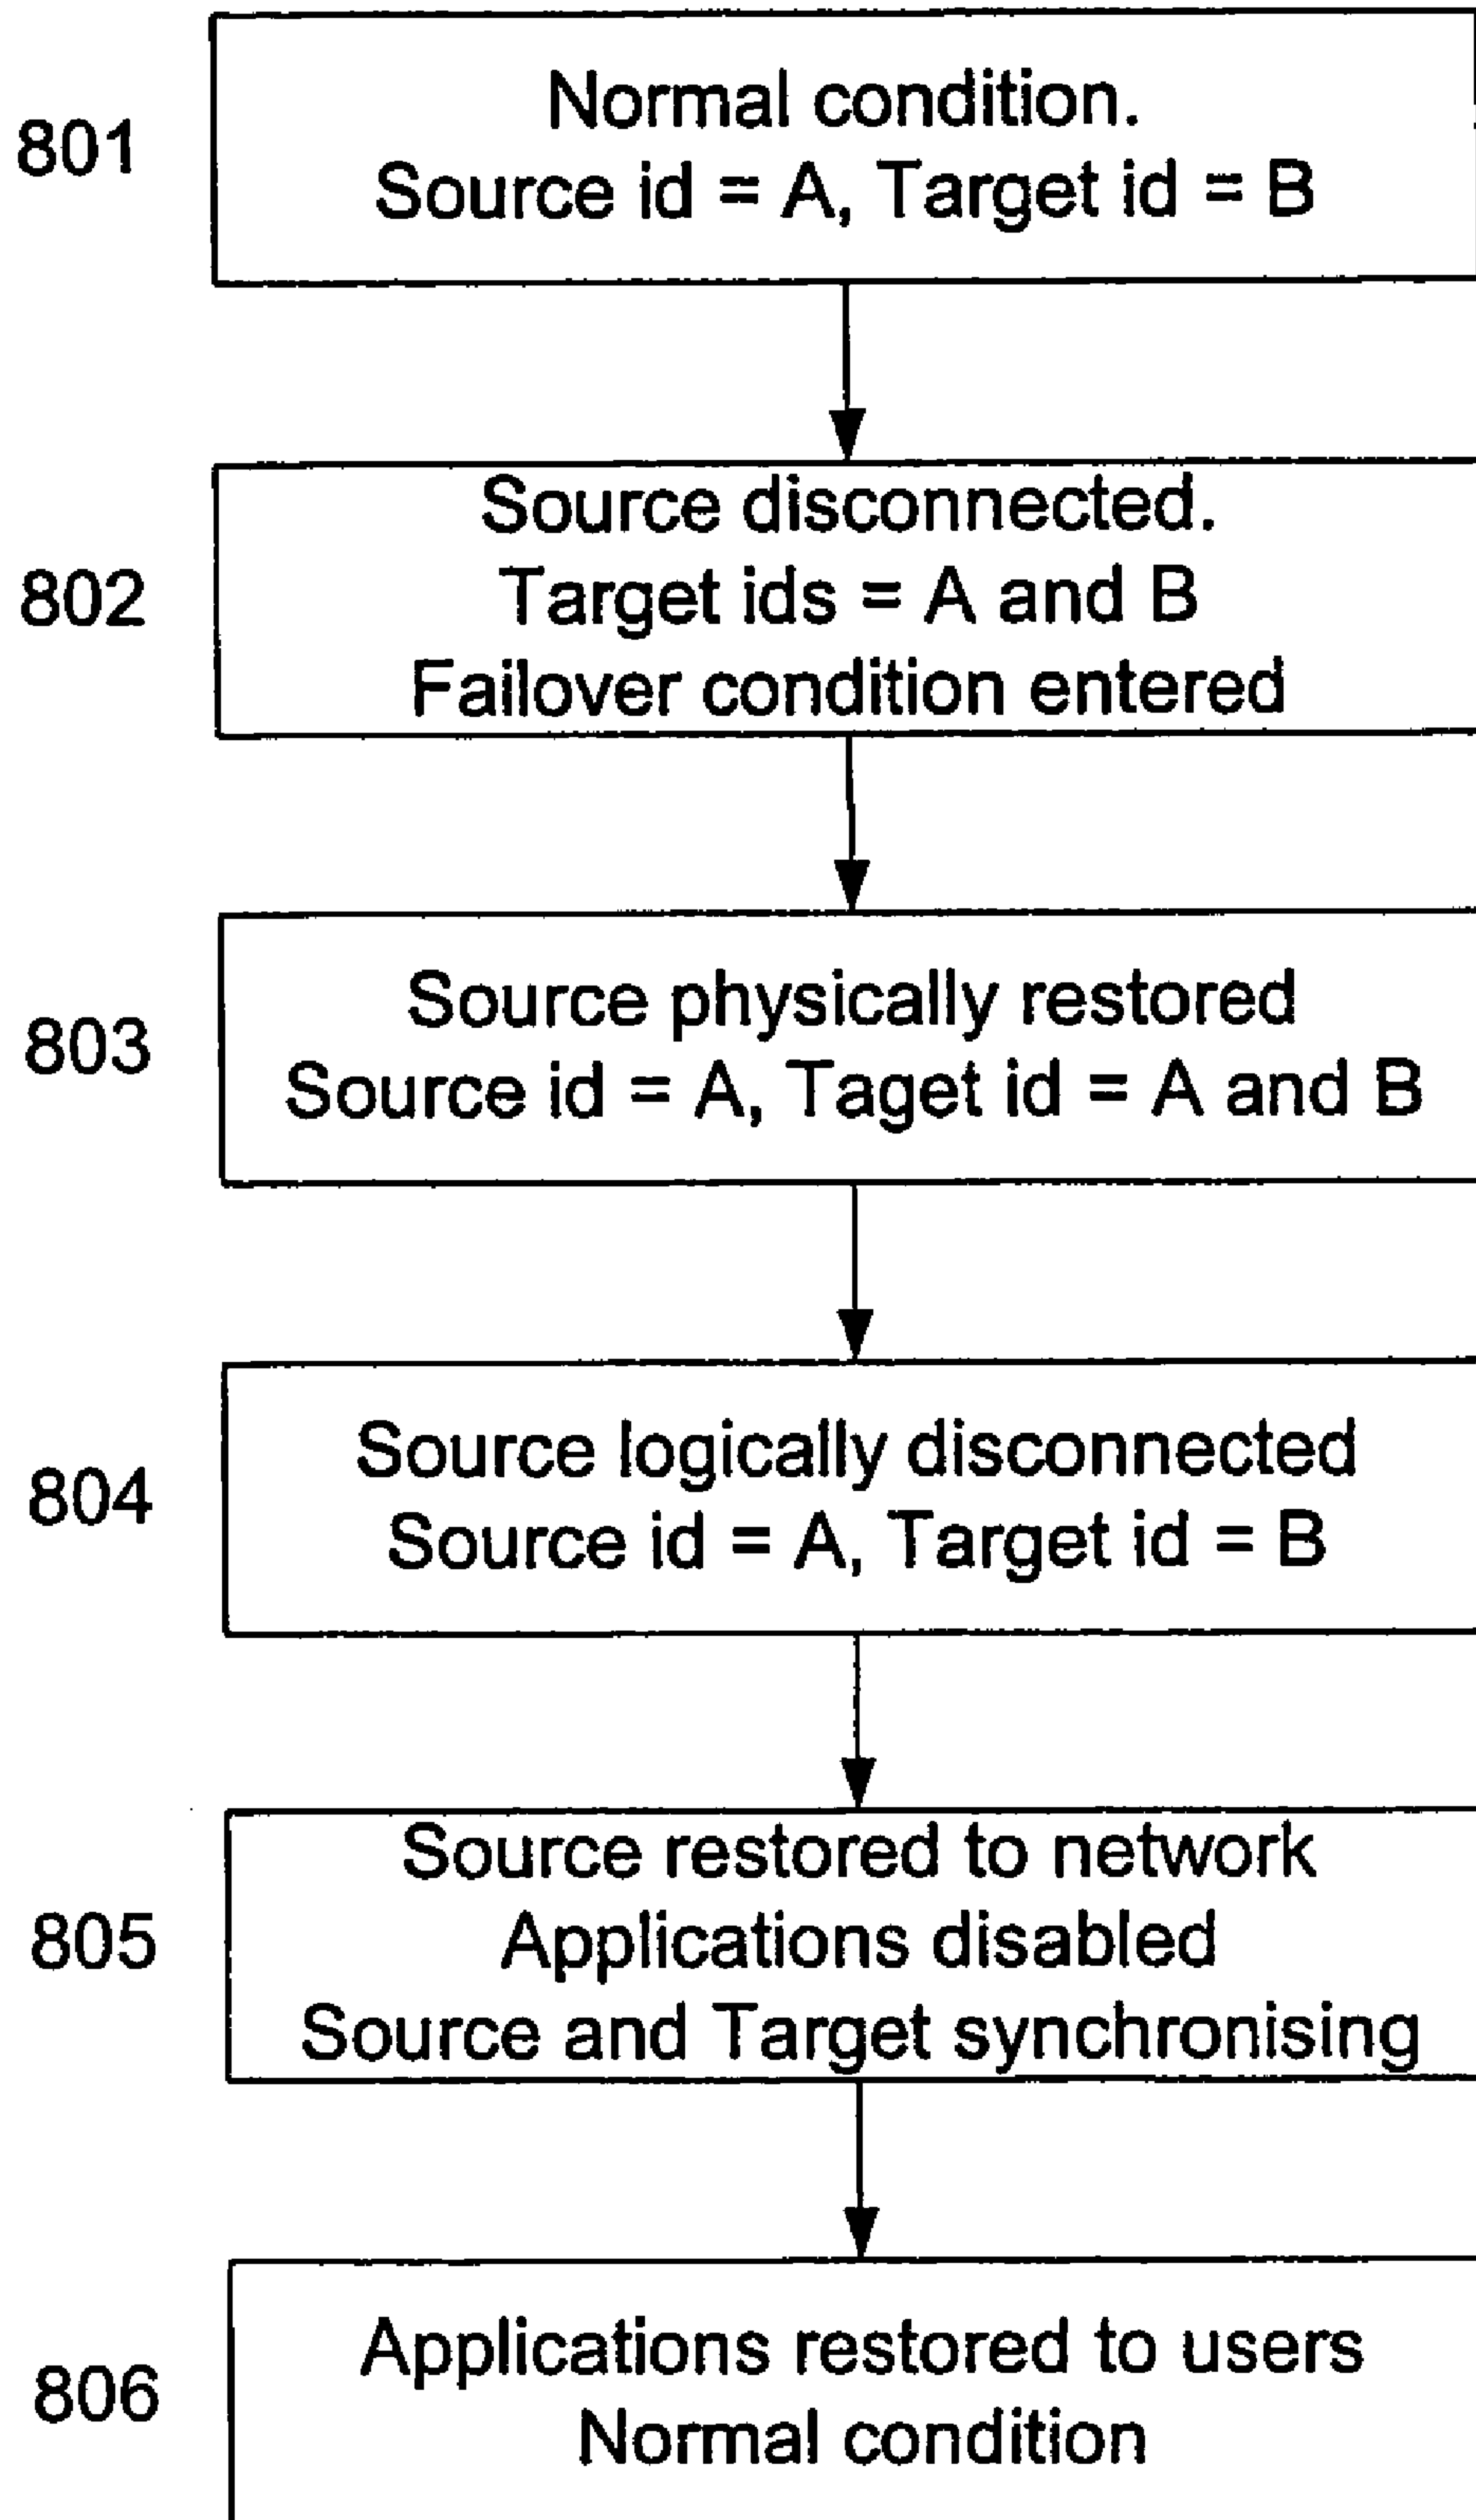 801
Normal condition.
Source id = A, Target id = B
802
Source disconnected.
Target ids = A and B
Failover condition entered
803
Source physically restored
Source id = A, Taget id = A and B
804
Source logically disconnected
Source id = A, Target id = B
805
Source restored to network
Applications disabled
Source and Target synchronising
806
Applications restored to users
Normal condition